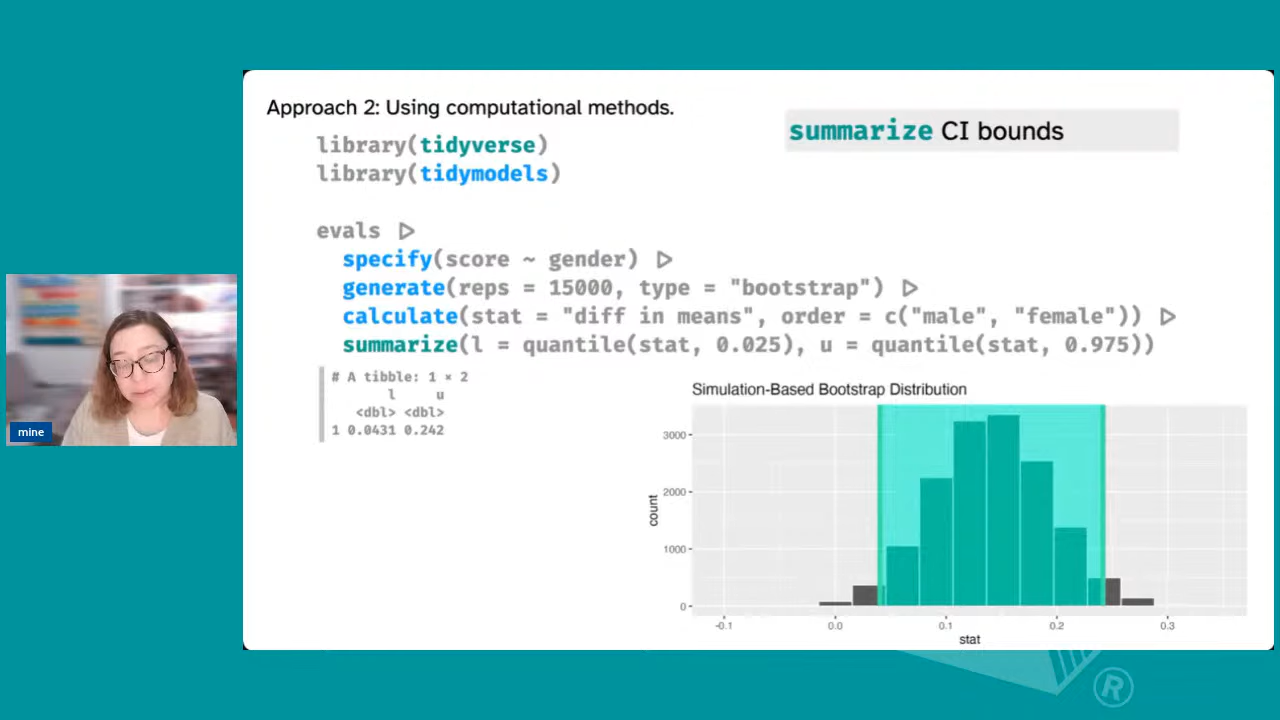 Approach 2: Using computational methods.
summarize CI bounds
library(tidyverse)
library(tidymodels)
evals ▷
specify(score ~ gender) ▷
generate(reps = 15000, type = "bootstrap") ▷
calculate(stat = "diff in means", order = c("male", "female")) ▷
summarize(l = quantile(stat, 0.025), u = quantile(stat, 0.975))
# A tibble: 1 × 2
l u
<dbl> <dbl>
1 0.0431 0.242
Simulation-Based Bootstrap Distribution
3000
2000
1000
0
count
-0.1 0.0 0.1 0.2 0.3
stat
mine
®